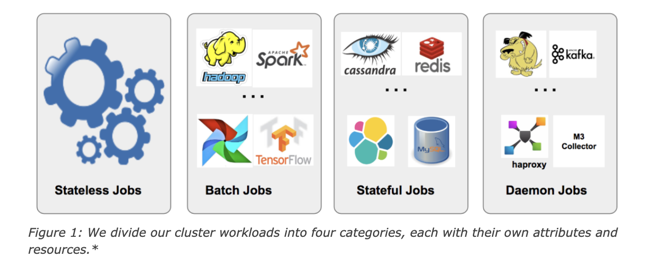 hadoop
APACHE
Spark
...
TensorFlow
cassandra
redis
...
kafka
...
haproxy
M3
Collector
Stateless Jobs
Batch Jobs
Stateful Jobs
Daemon Jobs
Figure 1: We divide our cluster workloads into four categories, each with their own attributes and
resources.*